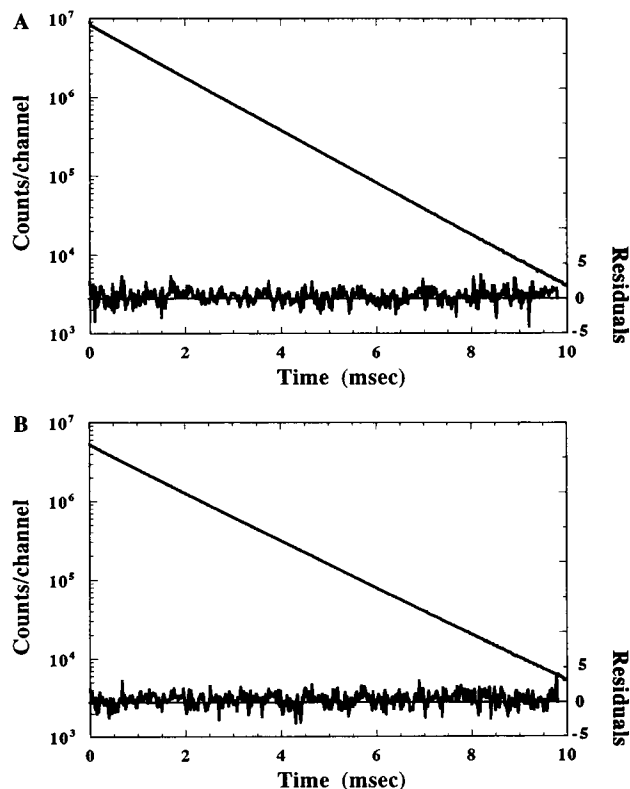 A
10^7
10^6
10^5
10^4
10^3
Counts/channel
5
0
-5
Residuals
0 2 4 6 8 10
Time (msec)
B
10^7
10^6
10^5
10^4
10^3
Counts/channel
5
0
-5
Residuals
0 2 4 6 8 10
Time (msec)